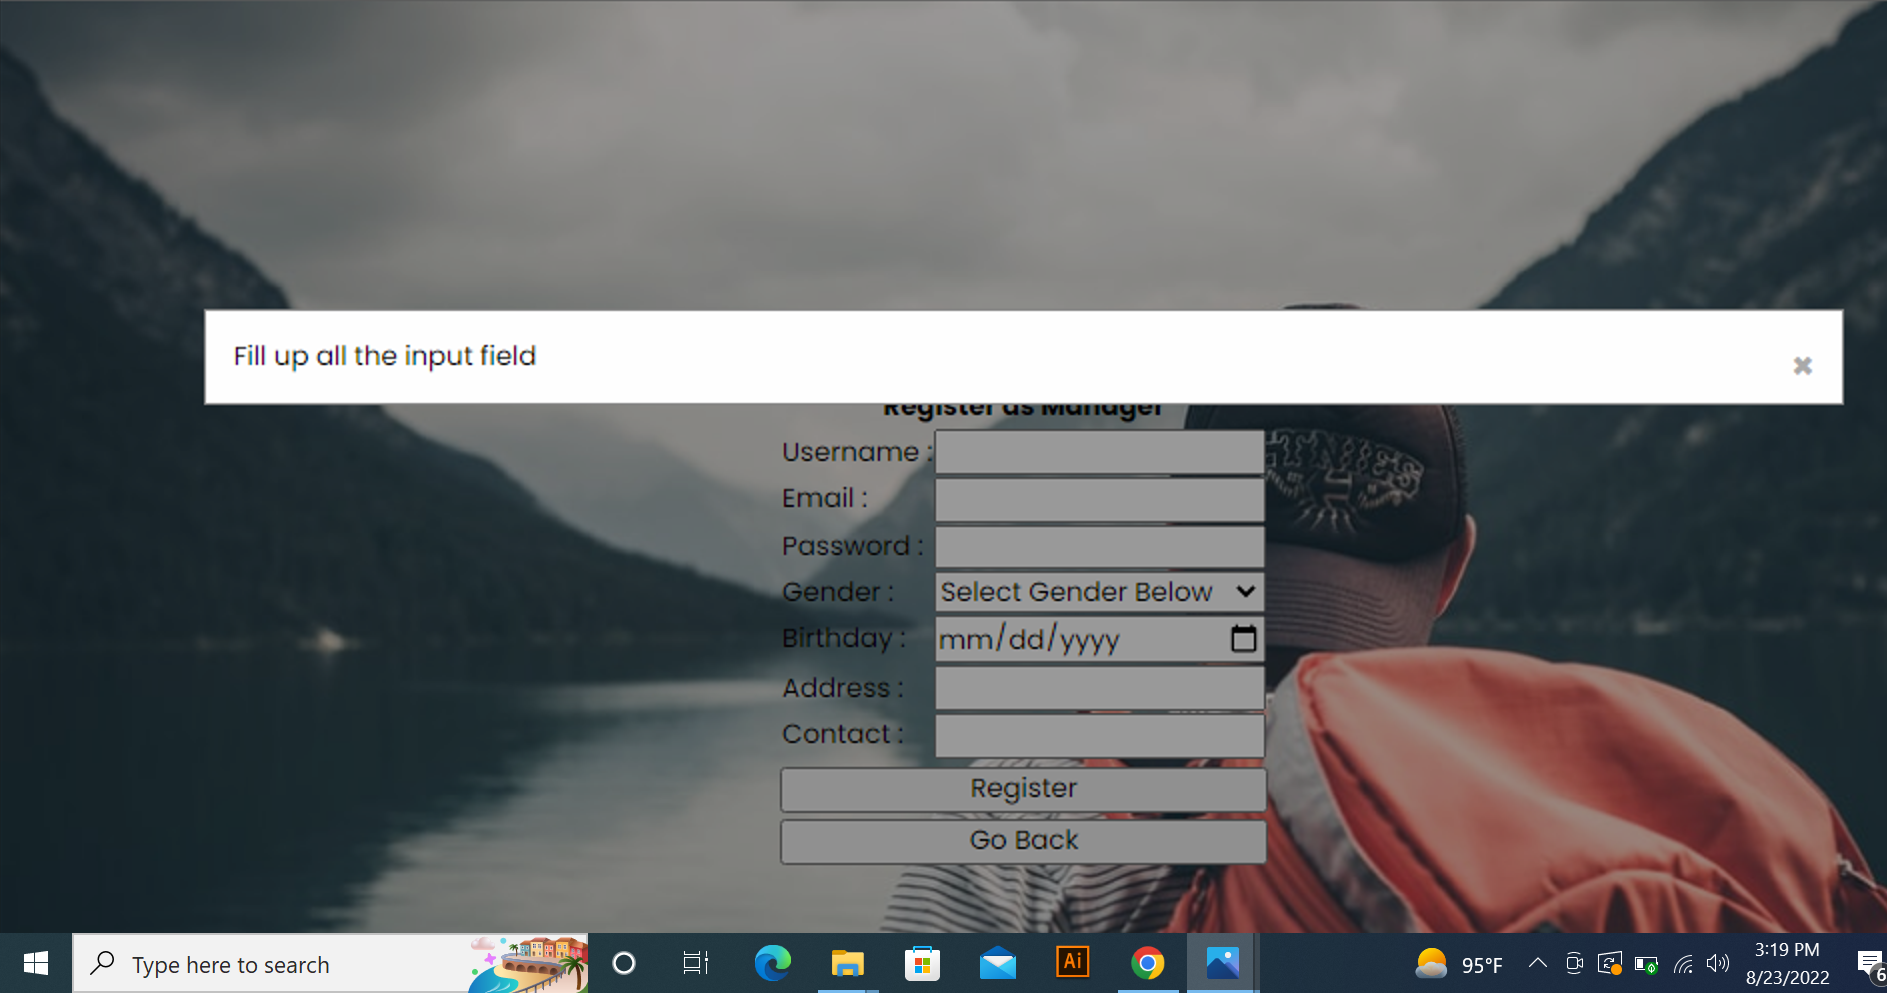 Fill up all the input field
✖
Register as Manager
Username :
Email :
Password :
Gender : Select Gender Below
Birthday : mm/dd/yyyy
Address :
Contact :
Register
Go Back
Type here to search
Ai
95°F
3:19 PM
8/23/2022
6